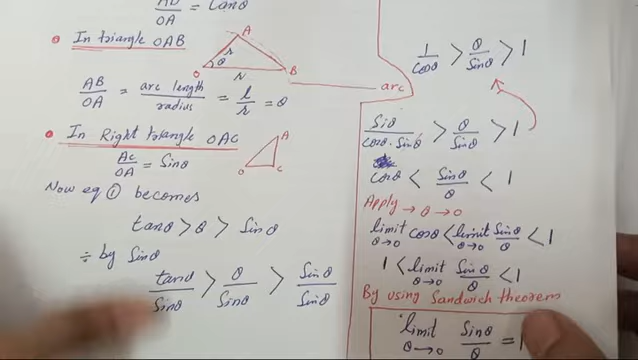 AD/OA = tanθ
• In triangle OAB
A
r
θ
O r B
AB/OA = arc length/radius = l/r = θ
• In Right triangle OAC
A
O C
AC/OA = Sinθ
Now eq ① becomes
tanθ > θ > Sinθ
÷ by Sinθ
tanθ/Sinθ > θ/Sinθ > Sinθ/Sinθ
arc
1/cosθ > θ/Sinθ > 1
Sinθ/cosθ·Sinθ > θ/Sinθ > 1
cosθ < Sinθ/θ < 1
Apply → θ → 0
limit θ→0 cosθ < limit θ→0 Sinθ/θ < 1
1 < limit θ→0 Sinθ/θ < 1
By using Sandwich theorem
limit θ→0 Sinθ/θ = 1